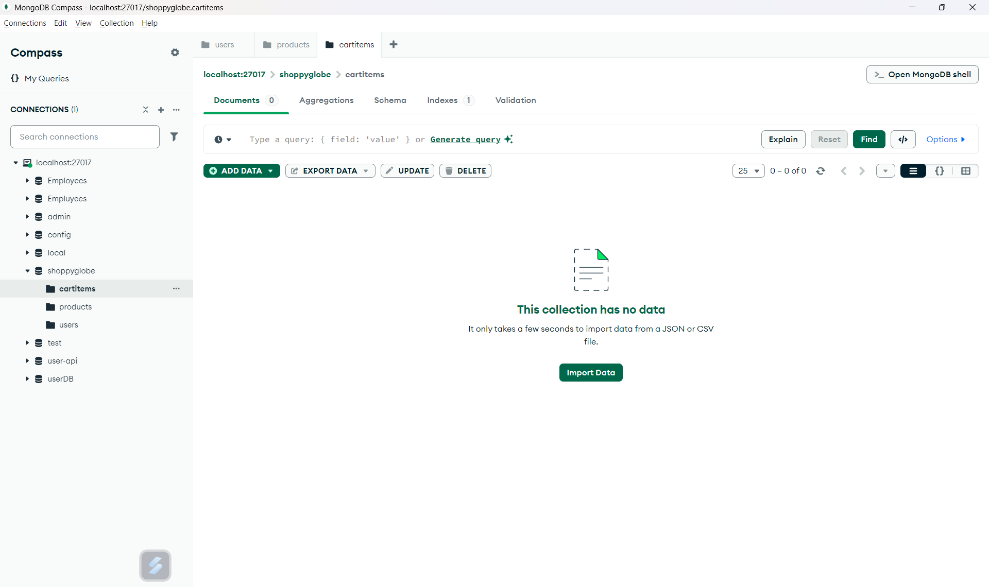 MongoDB Compass - localhost:27017/shoppyglobe.cartitems
Connections Edit View Collection Help
Compass
{} My Queries
CONNECTIONS (1)
Search connections
localhost:27017
Employees
Employees
admin
config
local
shoppyglobe
cartitems
products
users
test
user-api
userDB
users products cartitems
localhost:27017 > shoppyglobe > cartitems
>_ Open MongoDB shell
Documents 0 Aggregations Schema Indexes 1 Validation
Type a query: { field: 'value' } or Generate query
Explain Reset Find </> Options
ADD DATA EXPORT DATA UPDATE DELETE
25 0 – 0 of 0 {}
This collection has no data
It only takes a few seconds to import data from a JSON or CSV
file.
Import Data